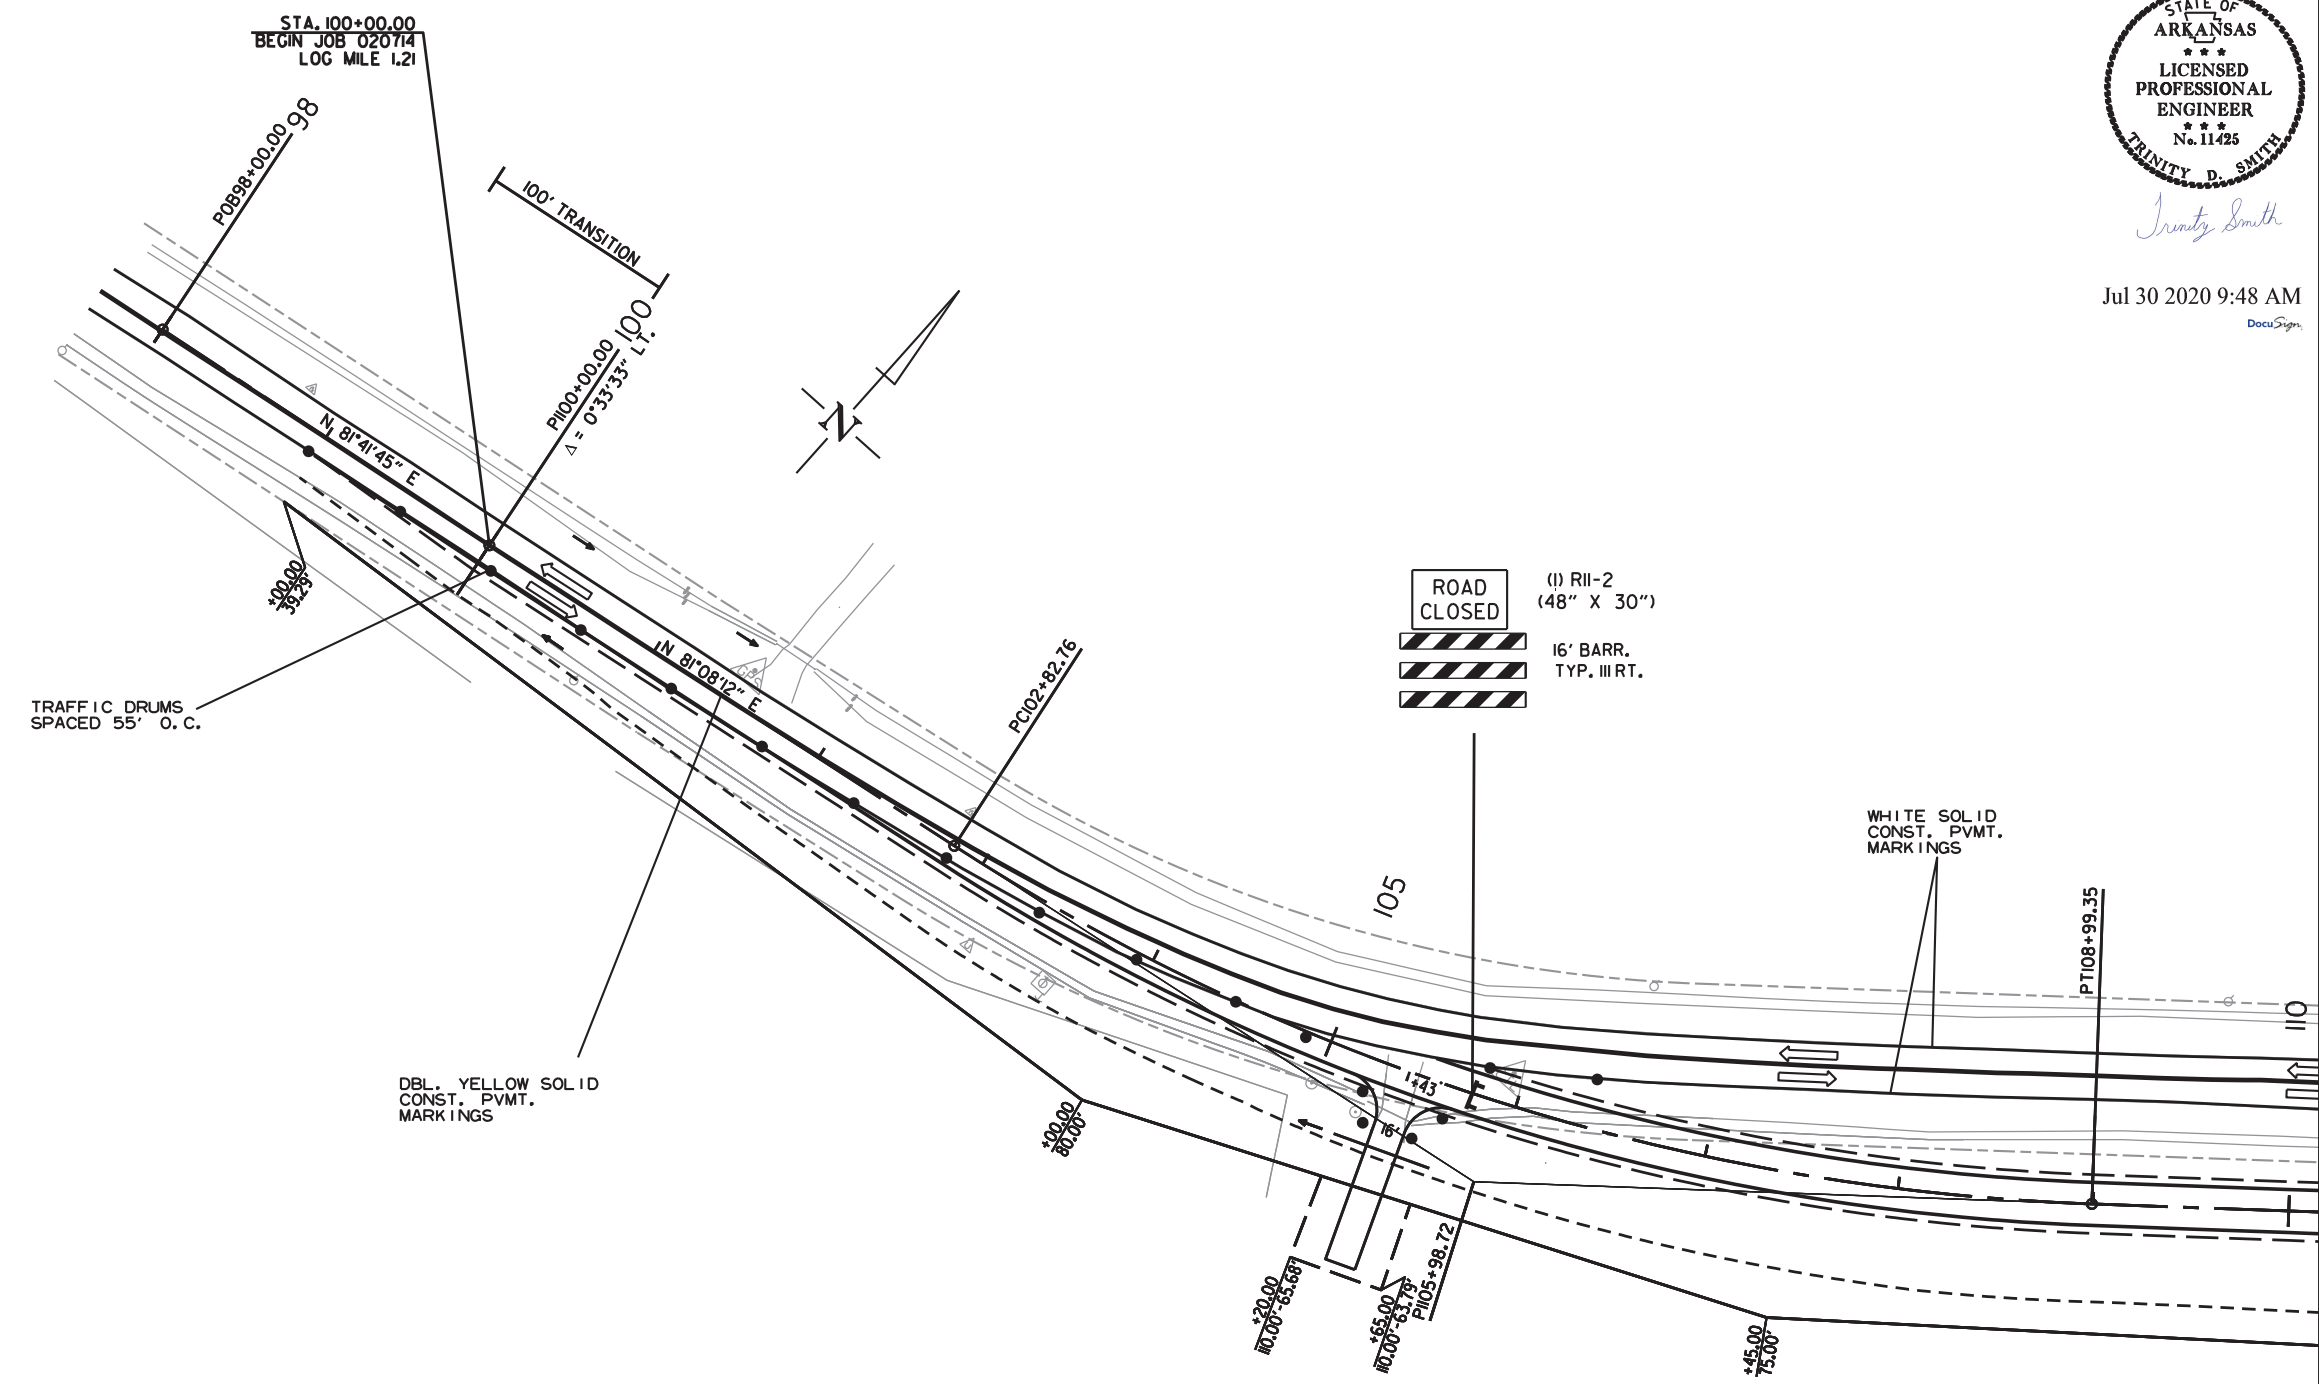 STA. 100+00.00
BEGIN JOB 020714
LOG MILE 1.21
POB98+00.00
98
100' TRANSITION
PI100+00.00
100
Δ = 0°33'33" LT.
N 81°41'45" E
N 81°08'12" E
+00.00
39.29'
TRAFFIC DRUMS
SPACED 55' O.C.
N
GPS
PC102+82.76
DBL. YELLOW SOLID
CONST. PVMT.
MARKINGS
ROAD
CLOSED
(1) R11-2
(48" X 30")
16' BARR.
TYP. III RT.
105
+43
16'
+00.00
80.00'
+20.00
110.00'-65.68'
+65.00
110.00'-63.79'
PI105+98.72
WHITE SOLID
CONST. PVMT.
MARKINGS
PT108+99.35
110
+45.00
75.00'
STATE OF
ARKANSAS
★ ★ ★
LICENSED
PROFESSIONAL
ENGINEER
★ ★ ★
No. 11425
TRINITY D. SMITH
Trinity Smith
Jul 30 2020 9:48 AM
DocuSign